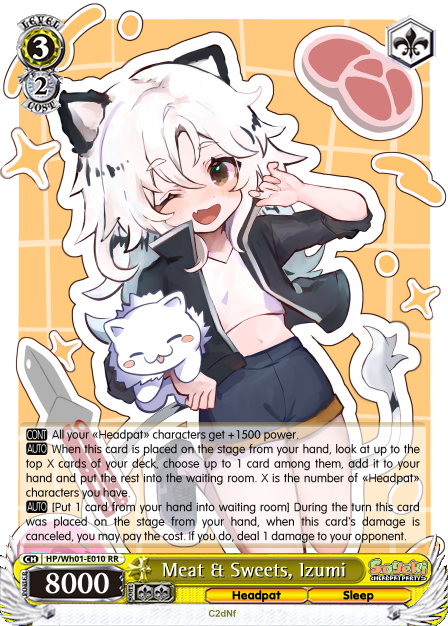 LEVEL
3
2
COST
CONT All your «Headpat» characters get +1500 power.
AUTO When this card is placed on the stage from your hand, look at up to the
top X cards of your deck, choose up to 1 card among them, add it to your
hand and put the rest into the waiting room. X is the number of «Headpat»
characters you have.
AUTO [Put 1 card from your hand into waiting room] During the turn this card
was placed on the stage from your hand, when this card's damage is
canceled, you may pay the cost. If you do, deal 1 damage to your opponent.
CH HP/Wh01-E010 RR
POWER 8000 SOUL Meat & Sweets, Izumi
Headpat Sleep
HEADPAT PARTY
C2dNf